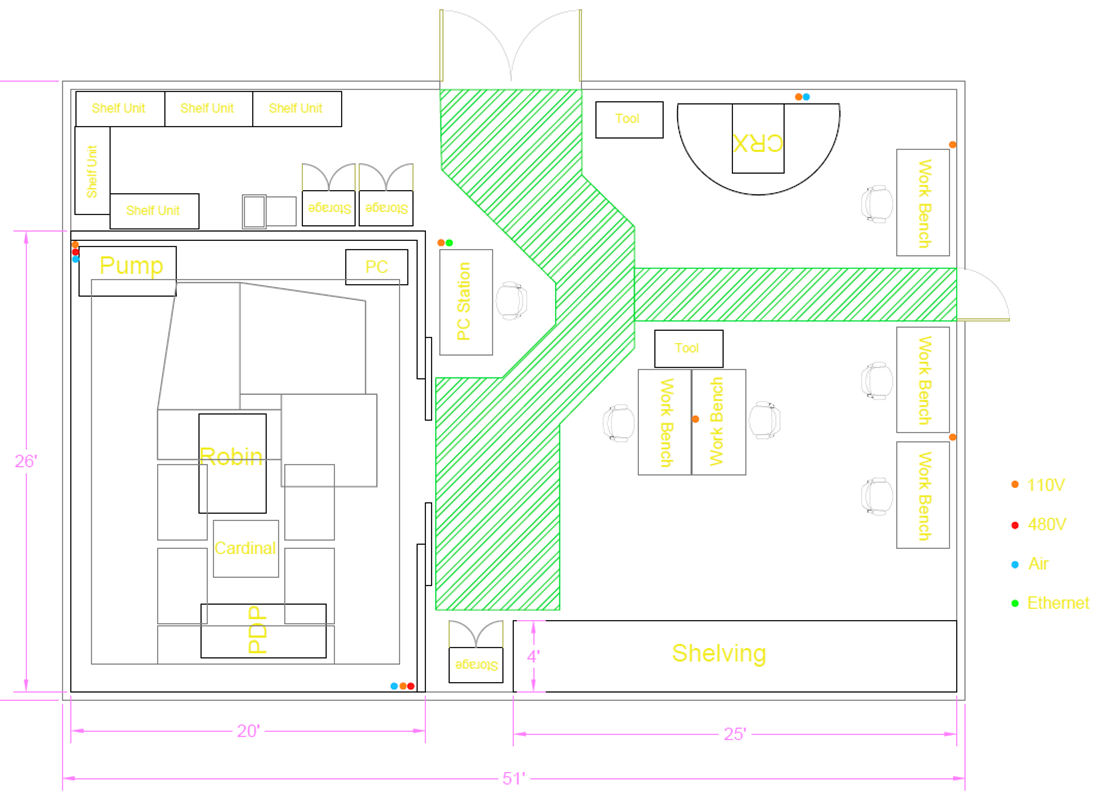 Shelf Unit
Shelf Unit
Shelf Unit
Tool
CRX
Shelf Unit
Work Bench
Shelf Unit
Storage
Storage
Pump
PC
PC Station
Tool
Work Bench
Work Bench
Work Bench
Robin
26'
Work Bench
110V
480V
Cardinal
Air
Ethernet
PDP
Storage
4'
Shelving
20'
25'
51'